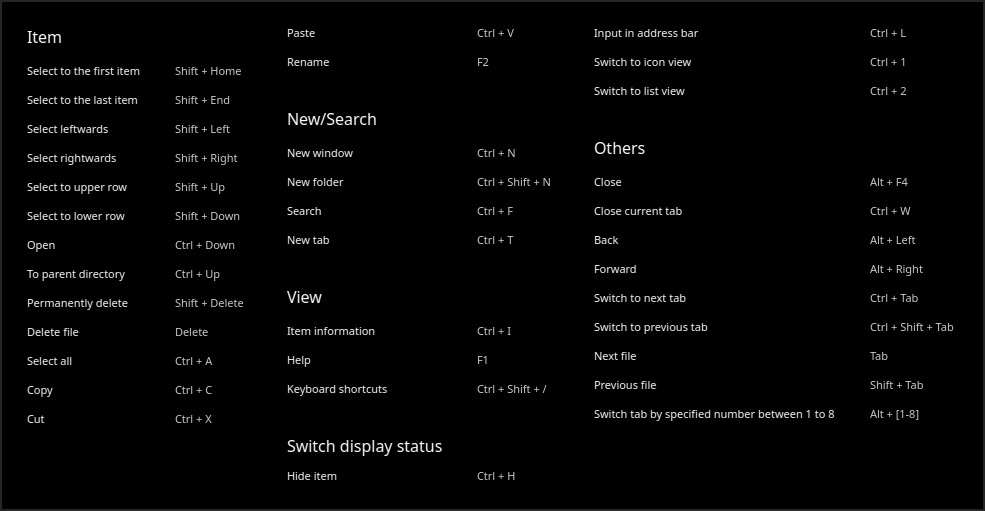 Item
Select to the first item Shift + Home
Select to the last item Shift + End
Select leftwards Shift + Left
Select rightwards Shift + Right
Select to upper row Shift + Up
Select to lower row Shift + Down
Open Ctrl + Down
To parent directory Ctrl + Up
Permanently delete Shift + Delete
Delete file Delete
Select all Ctrl + A
Copy Ctrl + C
Cut Ctrl + X
Paste Ctrl + V
Rename F2
New/Search
New window Ctrl + N
New folder Ctrl + Shift + N
Search Ctrl + F
New tab Ctrl + T
View
Item information Ctrl + I
Help F1
Keyboard shortcuts Ctrl + Shift + /
Switch display status
Hide item Ctrl + H
Input in address bar Ctrl + L
Switch to icon view Ctrl + 1
Switch to list view Ctrl + 2
Others
Close Alt + F4
Close current tab Ctrl + W
Back Alt + Left
Forward Alt + Right
Switch to next tab Ctrl + Tab
Switch to previous tab Ctrl + Shift + Tab
Next file Tab
Previous file Shift + Tab
Switch tab by specified number between 1 to 8 Alt + [1-8]